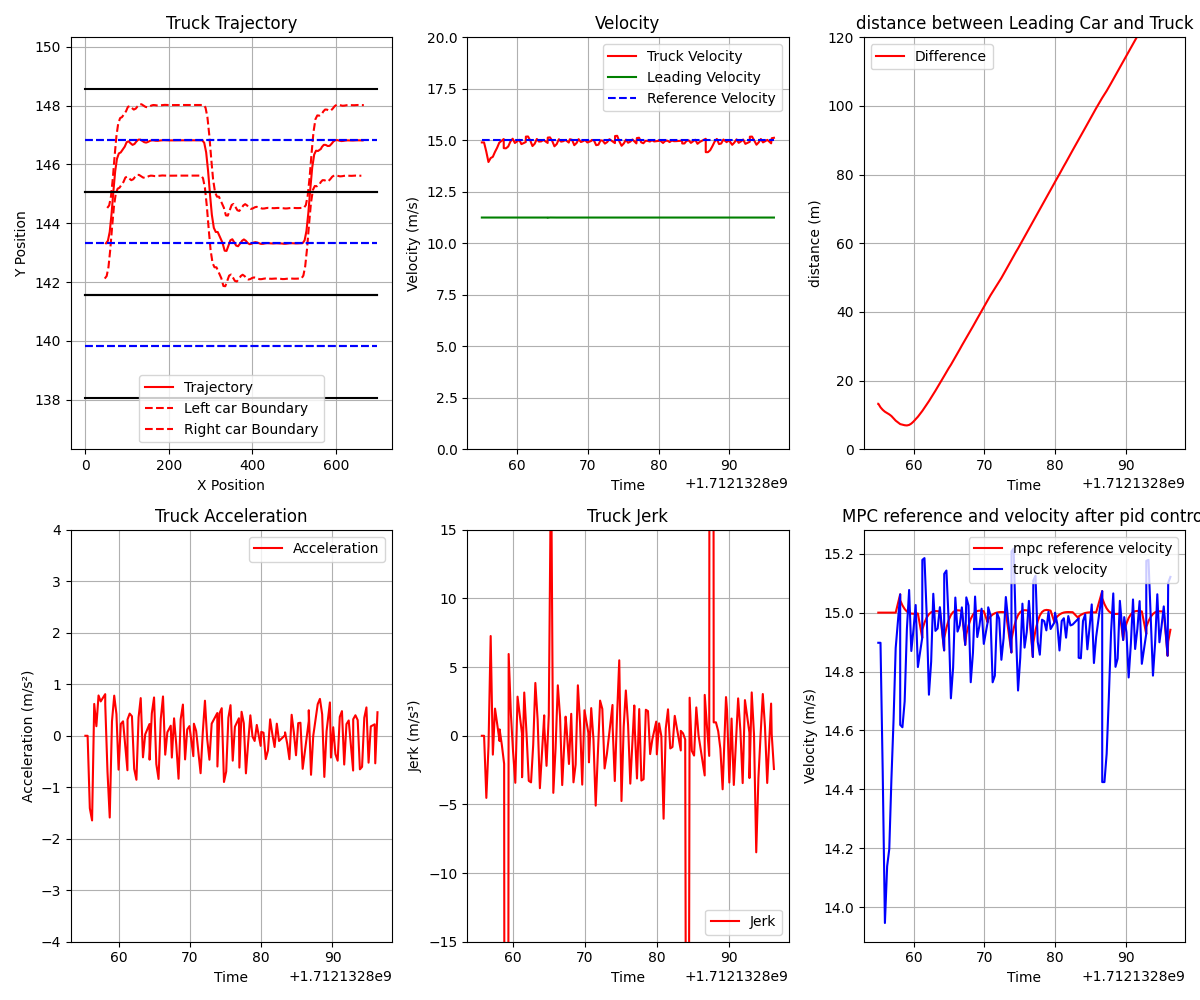 Truck Trajectory
150
148
146
144
142
140
138
Y Position
0
200
400
600
X Position
Trajectory
Left car Boundary
Right car Boundary
Velocity
20.0
17.5
15.0
12.5
10.0
7.5
5.0
2.5
0.0
Velocity (m/s)
60
70
80
90
Time
+1.7121328e9
Truck Velocity
Leading Velocity
Reference Velocity
distance between Leading Car and Truck
120
100
80
60
40
20
0
distance (m)
60
70
80
90
Time
+1.7121328e9
Difference
Truck Acceleration
4
3
2
1
0
−1
−2
−3
−4
Acceleration (m/s²)
60
70
80
90
Time
+1.7121328e9
Acceleration
Truck Jerk
15
10
5
0
−5
−10
−15
Jerk (m/s³)
60
70
80
90
Time
+1.7121328e9
Jerk
MPC reference and velocity after pid contro
15.2
15.0
14.8
14.6
14.4
14.2
14.0
Velocity (m/s)
60
70
80
90
Time
+1.7121328e9
mpc reference velocity
truck velocity